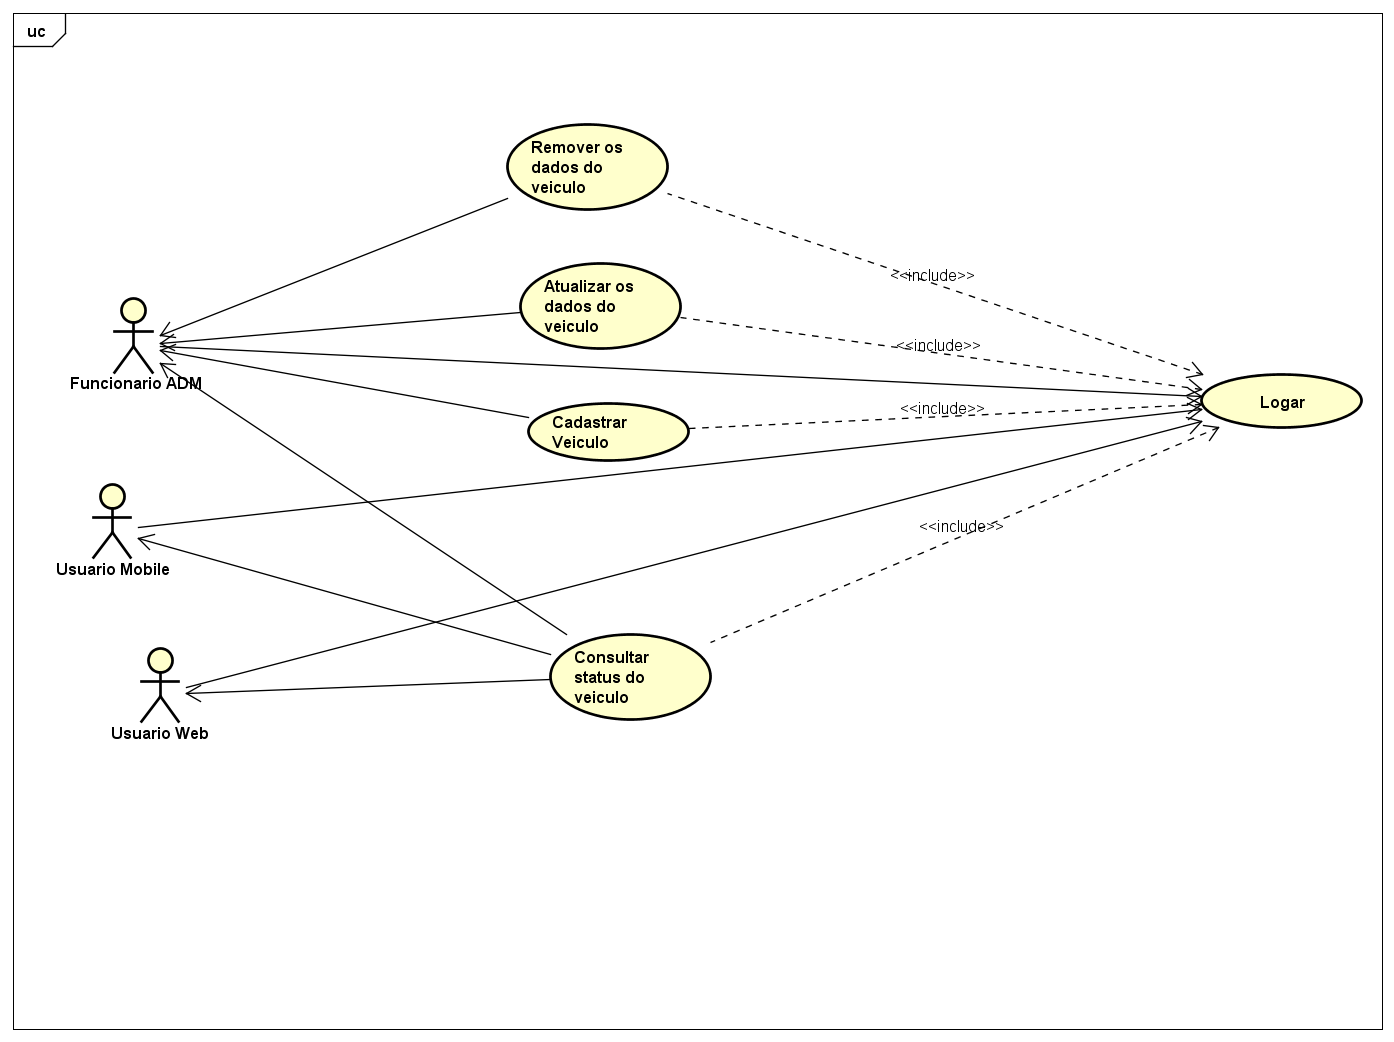 uc
Remover os
dados do
veiculo
<<include>>
Atualizar os
dados do
veiculo
<<include>>
Funcionario ADM
Cadastrar
Veiculo
<<include>>
Logar
<<include>>
Usuario Mobile
Consultar
status do
veiculo
Usuario Web